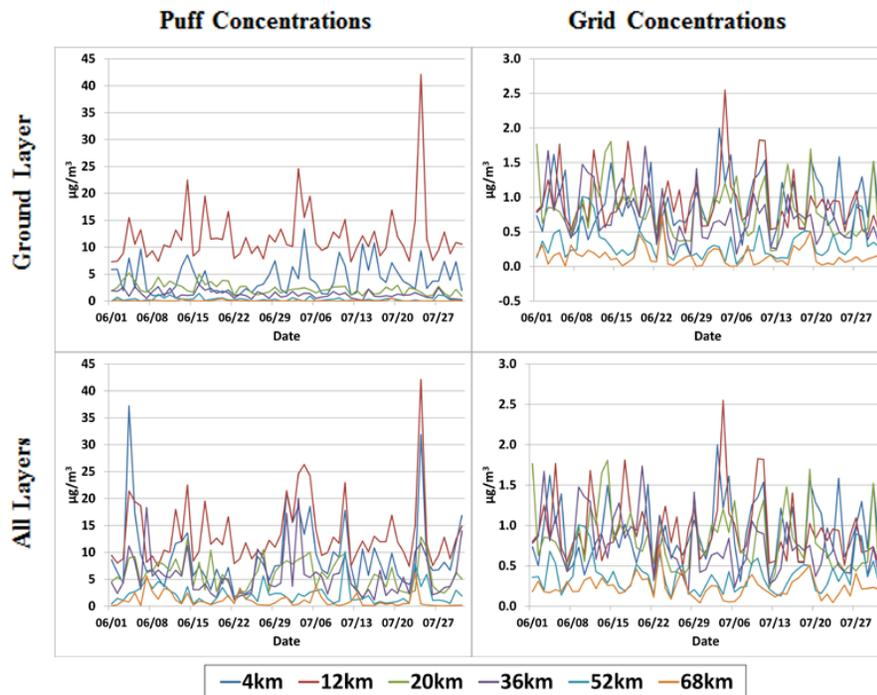 Puff Concentrations
Grid Concentrations
Ground Layer
µg/m³
45
40
35
30
25
20
15
10
5
0
06/01 06/08 06/15 06/22 06/29 07/06 07/13 07/20 07/27
Date
µg/m³
3.0
2.5
2.0
1.5
1.0
0.5
0.0
-0.5
06/01 06/08 06/15 06/22 06/29 07/06 07/13 07/20 07/27
Date
All Layers
µg/m³
45
40
35
30
25
20
15
10
5
0
06/01 06/08 06/15 06/22 06/29 07/06 07/13 07/20 07/27
Date
µg/m³
3.0
2.5
2.0
1.5
1.0
0.5
0.0
06/01 06/08 06/15 06/22 06/29 07/06 07/13 07/20 07/27
Date
4km 12km 20km 36km 52km 68km